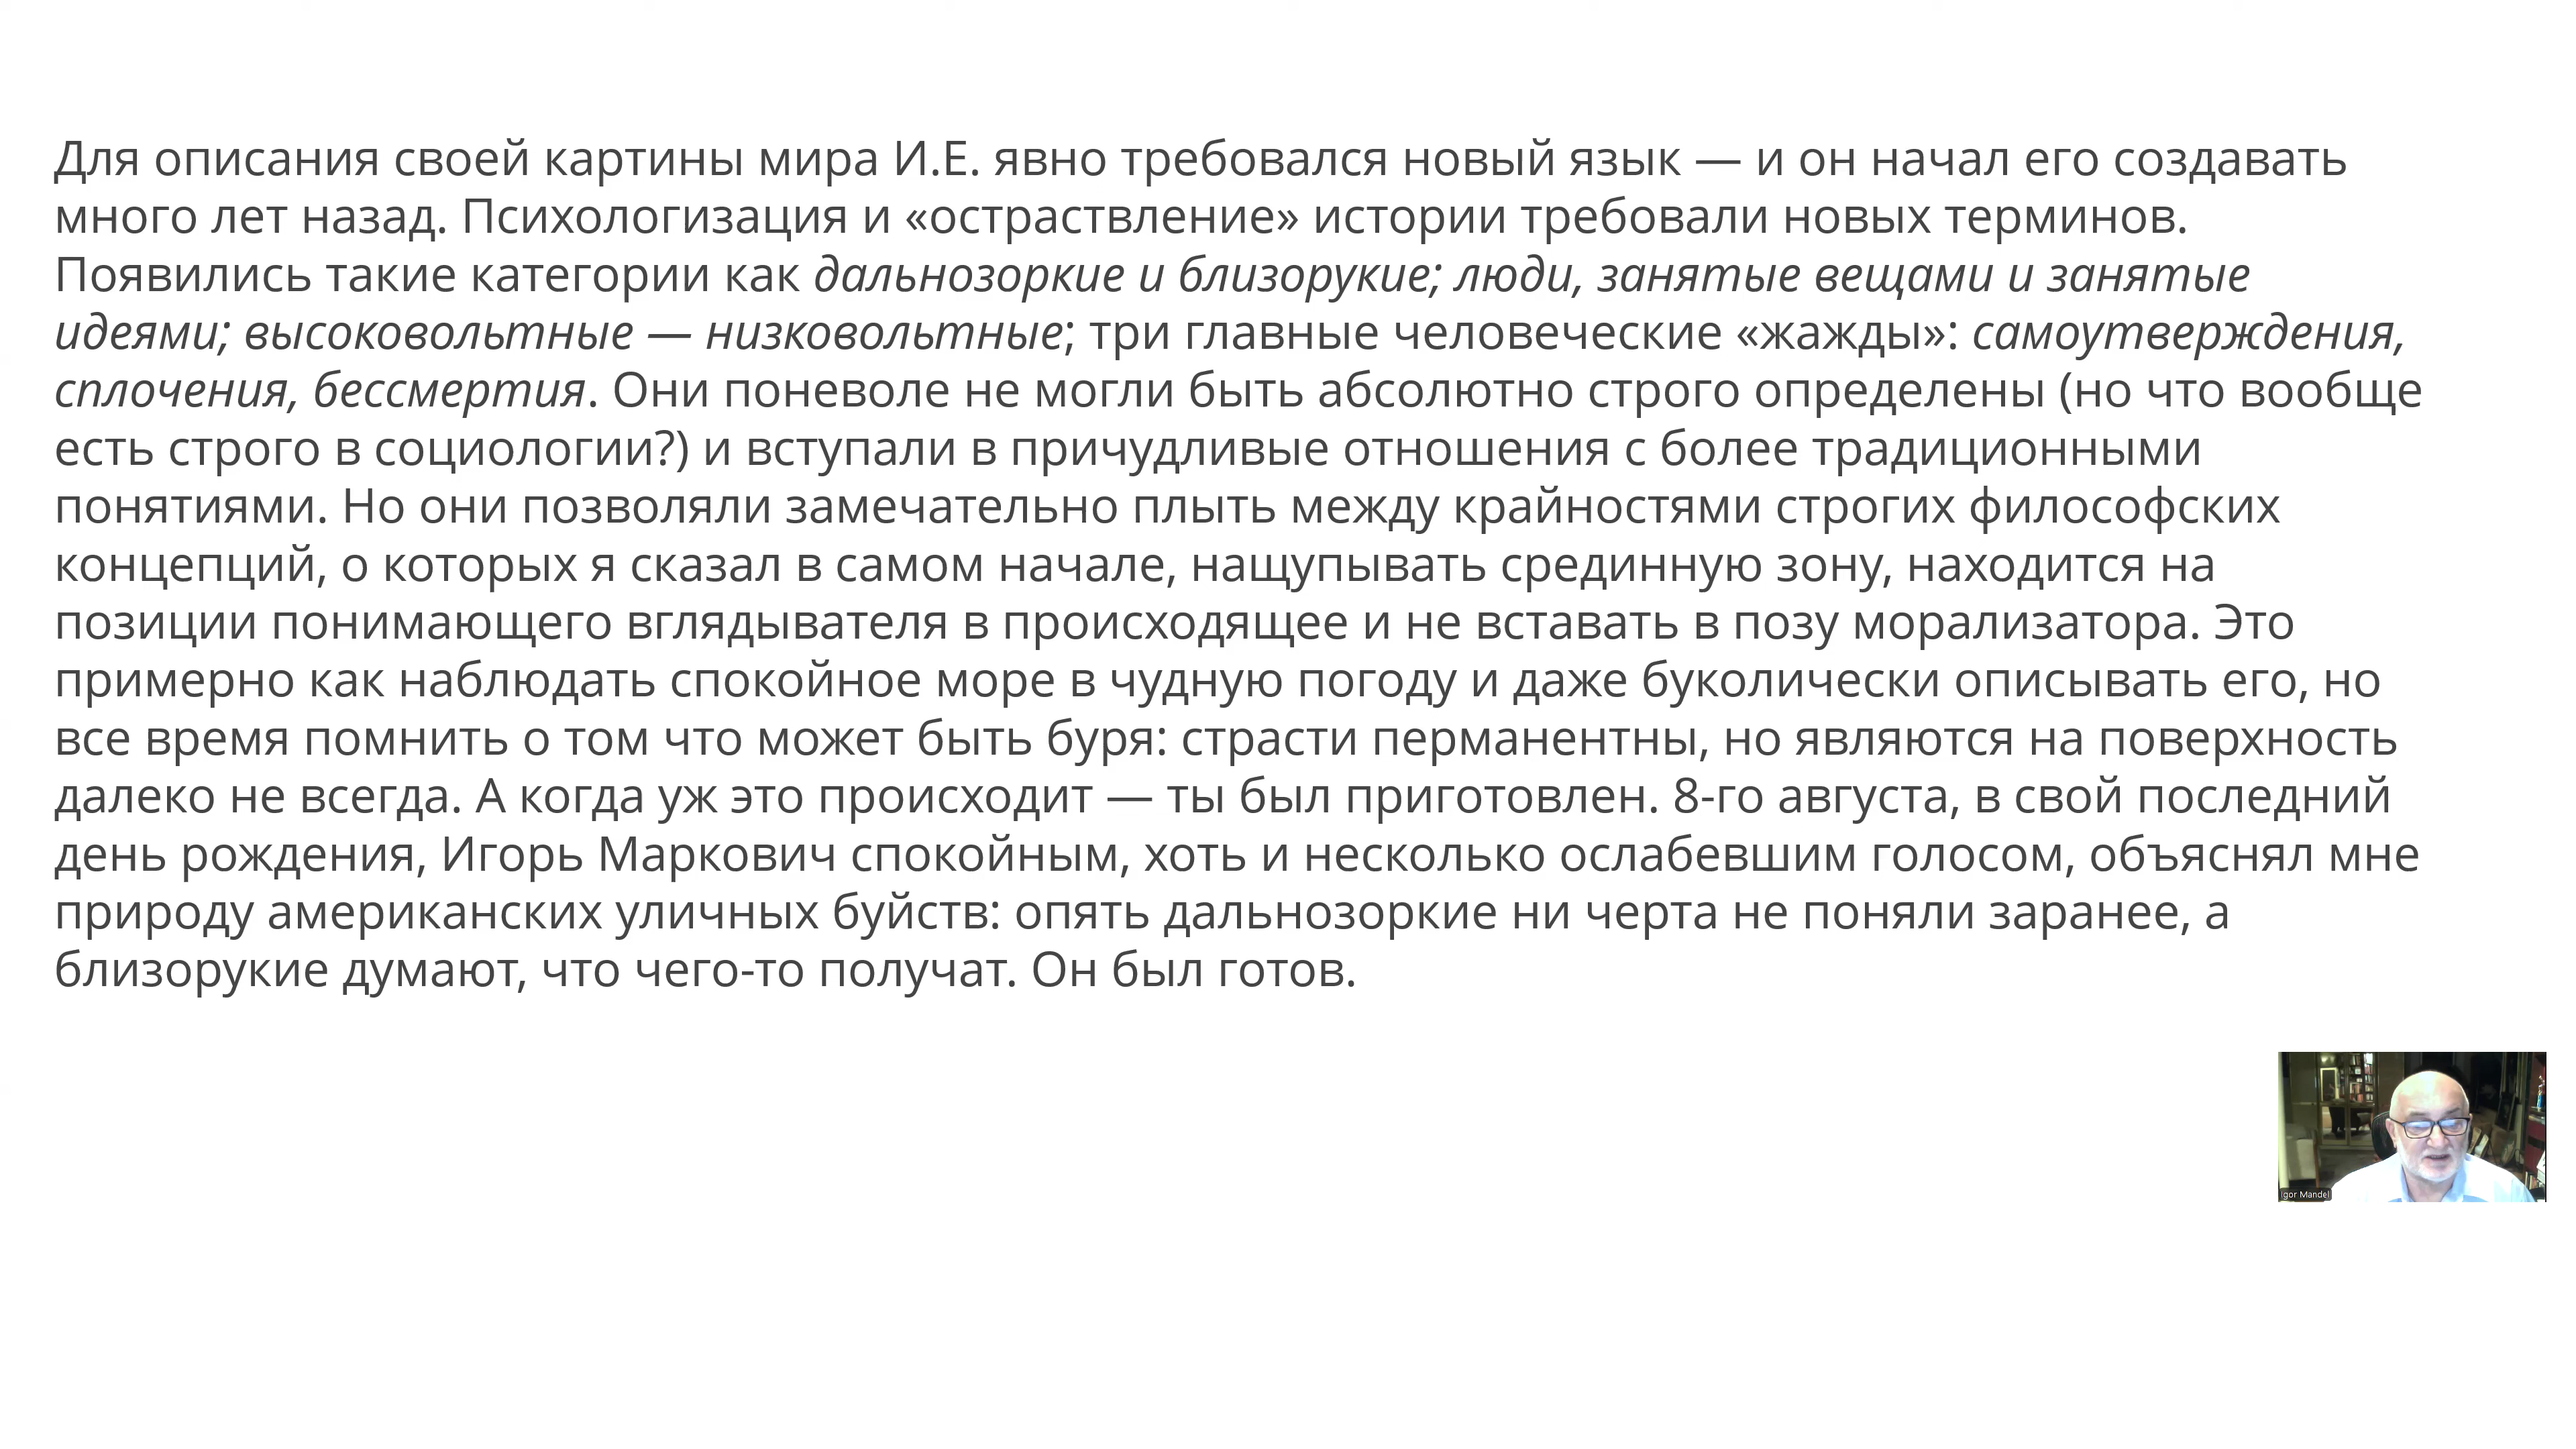 Для описания своей картины мира И.Е. явно требовался новый язык — и он начал его создавать
много лет назад. Психологизация и «остраствление» истории требовали новых терминов.
Появились такие категории как дальнозоркие и близорукие; люди, занятые вещами и занятые
идеями; высоковольтные — низковольтные; три главные человеческие «жажды»: самоутверждения,
сплочения, бессмертия. Они поневоле не могли быть абсолютно строго определены (но что вообще
есть строго в социологии?) и вступали в причудливые отношения с более традиционными
понятиями. Но они позволяли замечательно плыть между крайностями строгих философских
концепций, о которых я сказал в самом начале, нащупывать срединную зону, находится на
позиции понимающего вглядывателя в происходящее и не вставать в позу морализатора. Это
примерно как наблюдать спокойное море в чудную погоду и даже буколически описывать его, но
все время помнить о том что может быть буря: страсти перманентны, но являются на поверхность
далеко не всегда. А когда уж это происходит — ты был приготовлен. 8-го августа, в свой последний
день рождения, Игорь Маркович спокойным, хоть и несколько ослабевшим голосом, объяснял мне
природу американских уличных буйств: опять дальнозоркие ни черта не поняли заранее, а
близорукие думают, что чего-то получат. Он был готов.
Igor Mandel